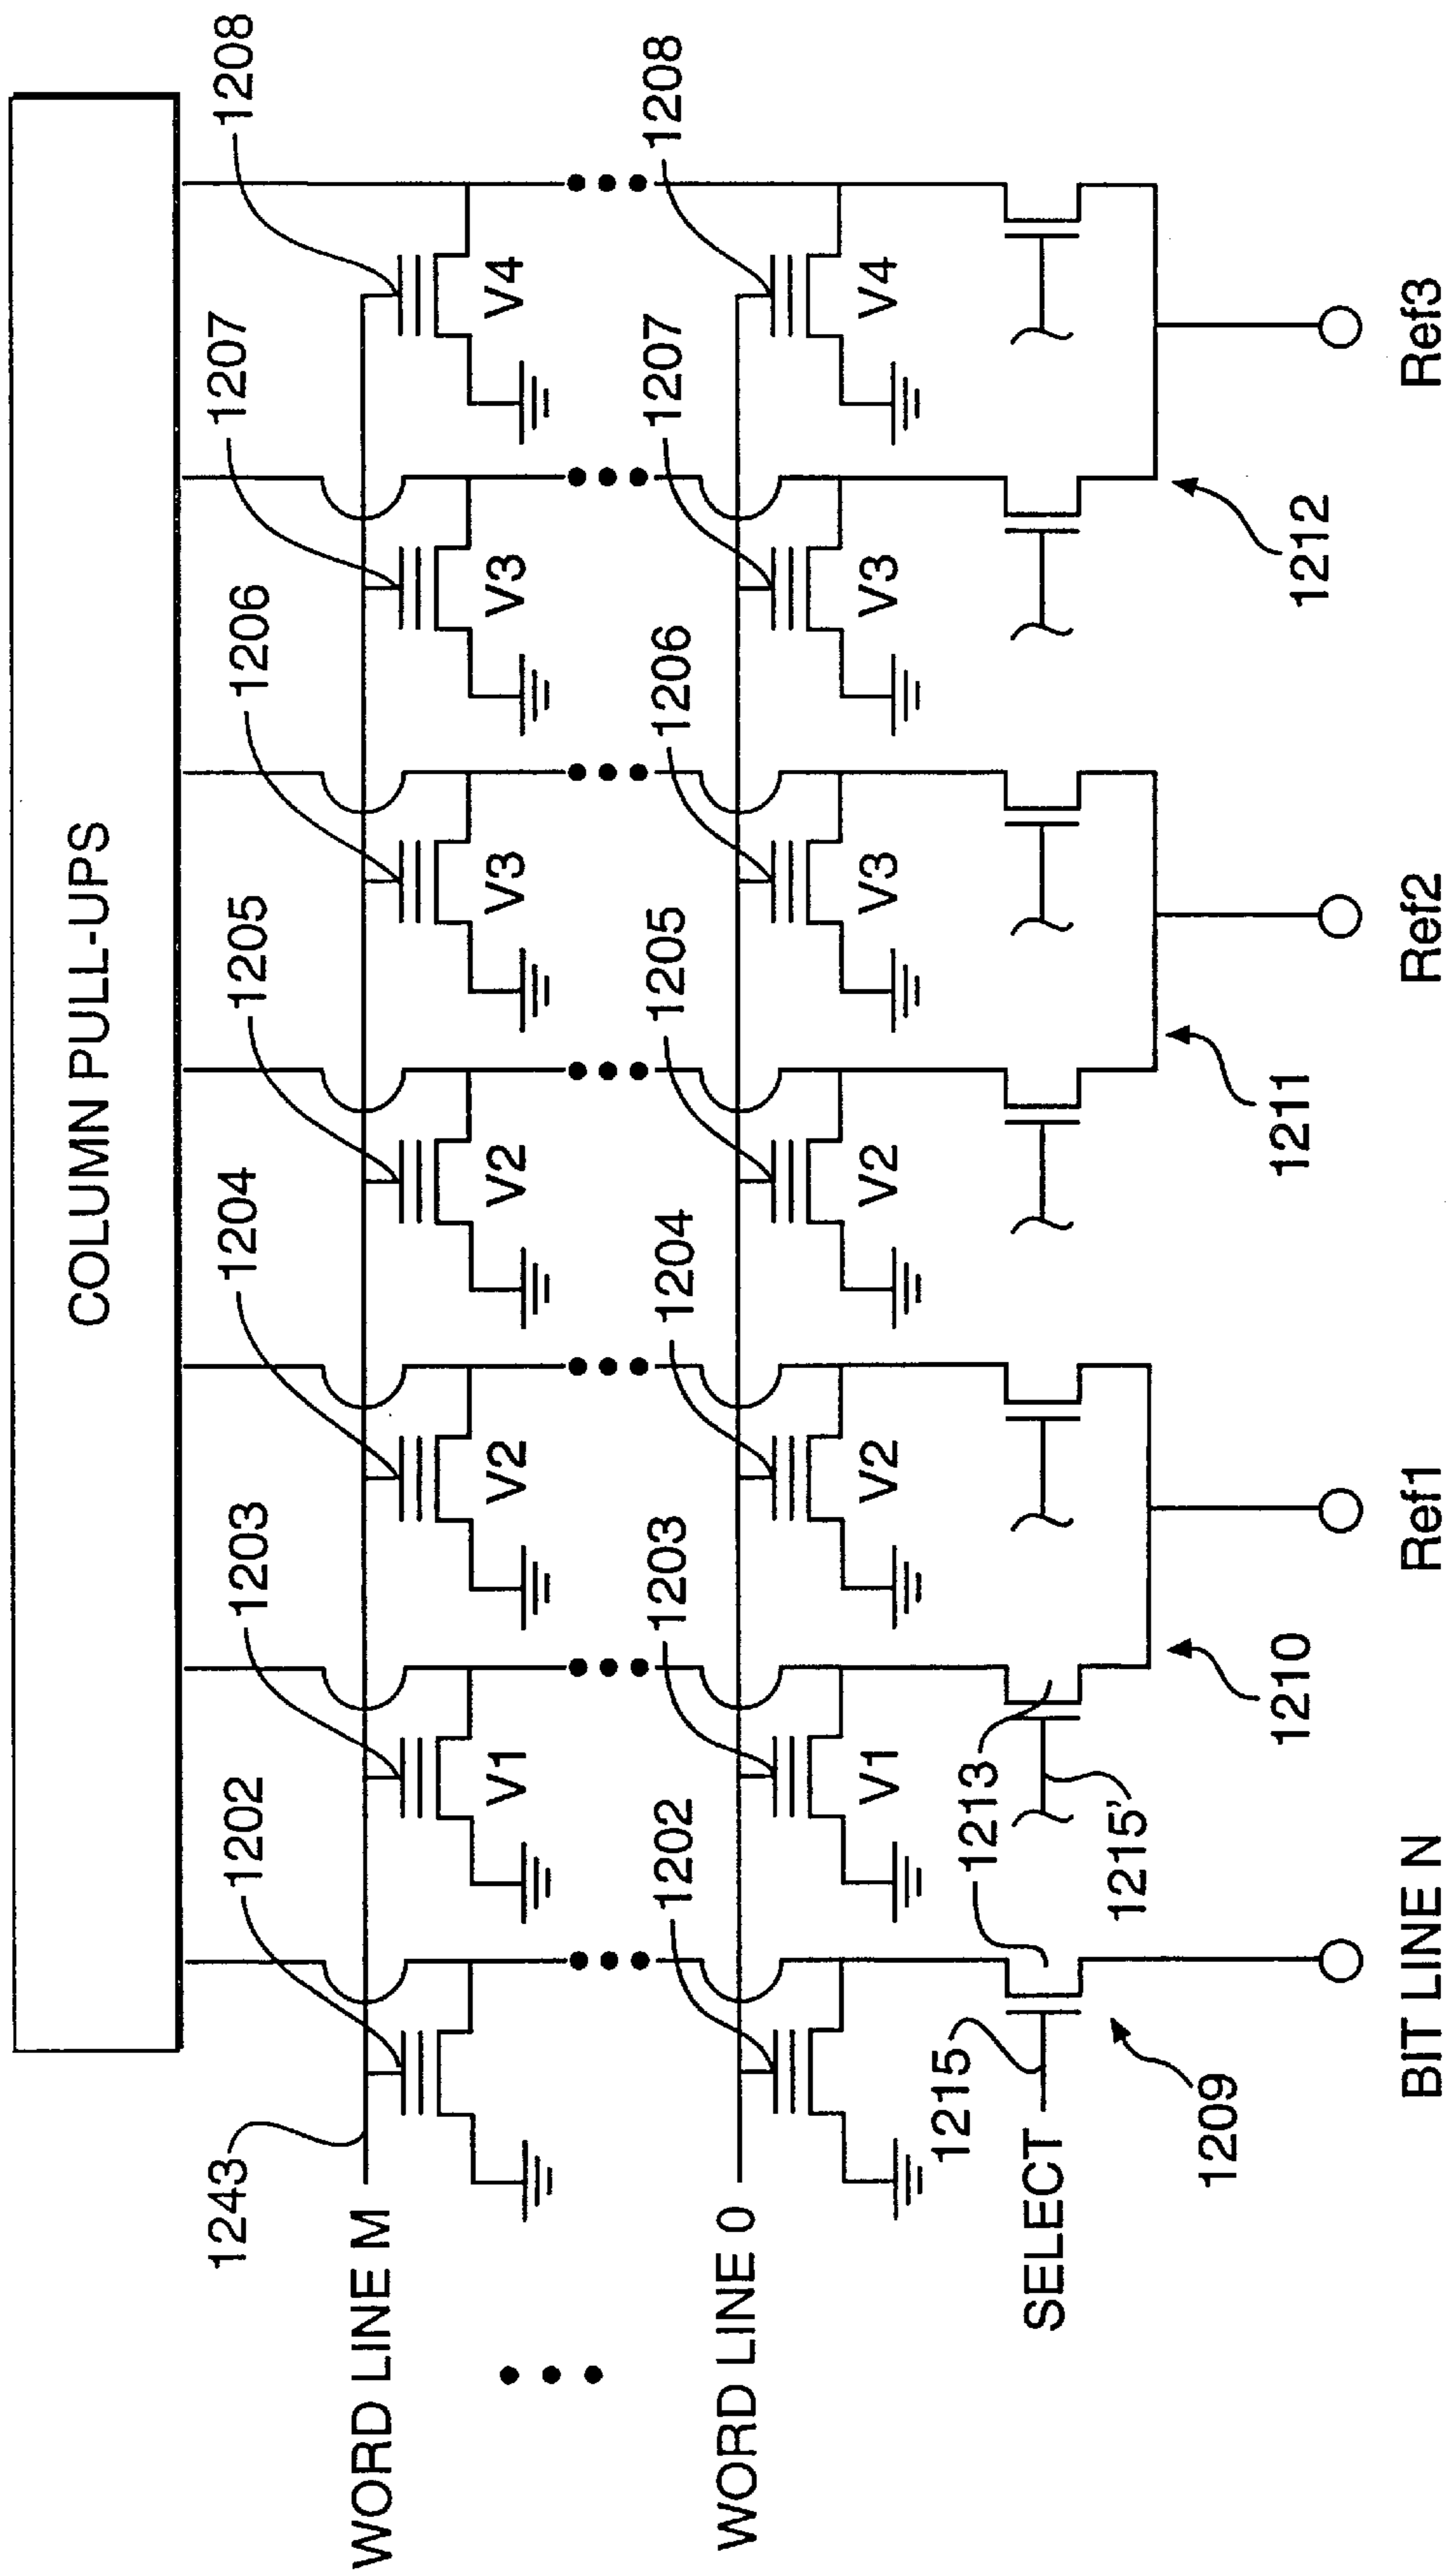 COLUMN PULL-UPS
1243
1202
1203
1204
1205
1206
1207
1208
WORD LINE M
V1
V2
V2
V3
V3
V4
1202
1203
1204
1205
1206
1207
1208
WORD LINE 0
V1
V2
V2
V3
V3
V4
1215
1213
SELECT
1215'
1209
1210
1211
1212
BIT LINE N
Ref1
Ref2
Ref3